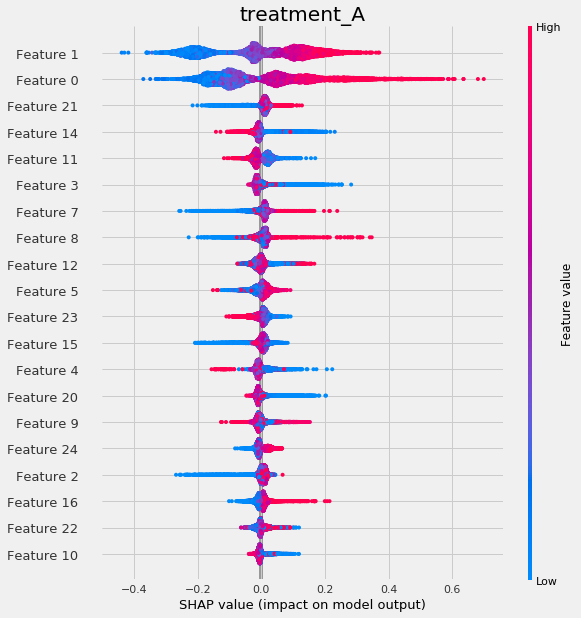 treatment_A
High
Feature 1
Feature 0
Feature 21
Feature 14
Feature 11
Feature 3
Feature 7
Feature 8
Feature 12
Feature 5
Feature 23
Feature 15
Feature 4
Feature 20
Feature 9
Feature 24
Feature 2
Feature 16
Feature 22
Feature 10
Feature value
Low
−0.4 −0.2 0.0 0.2 0.4 0.6
SHAP value (impact on model output)